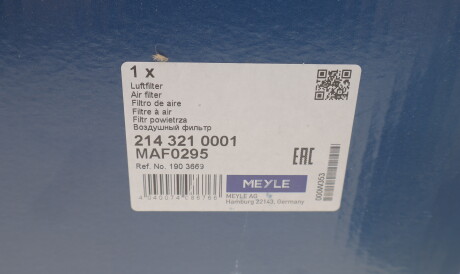 1 x
Luftfilter
Air filter
Filtro de aire
Filtre à air
Filtr powietrza
Воздушный фильтр
214 321 0001
MAF0295
Ref. No. 190 3669
EAC
MEYLE
MEYLE AG
Hamburg 22143, Germany